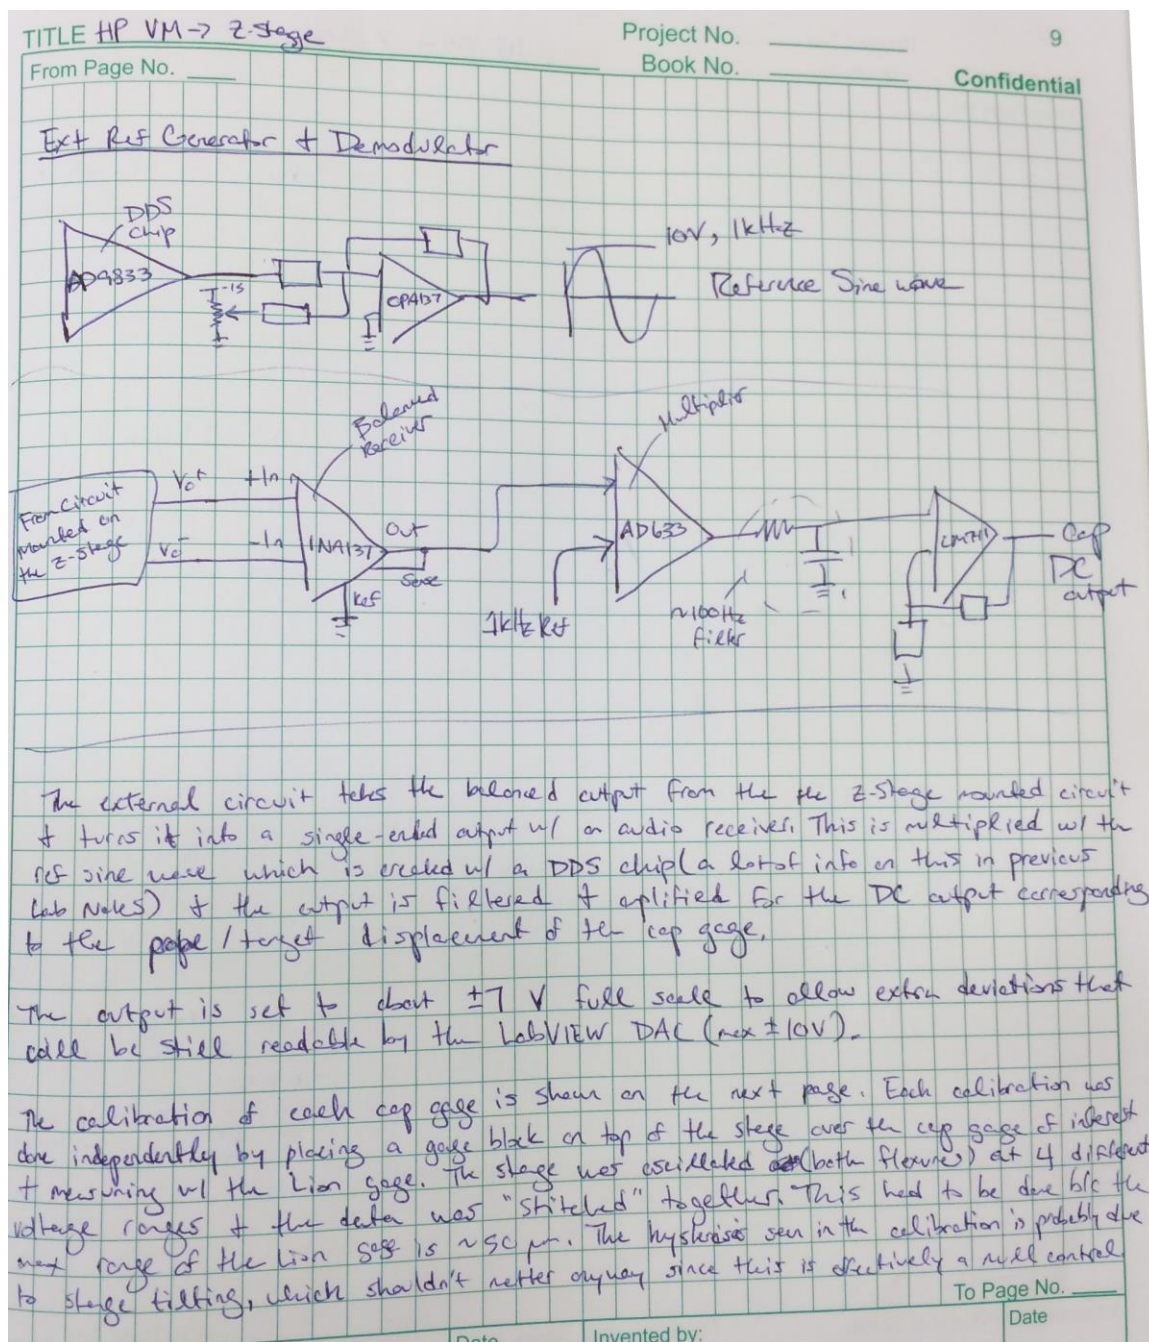 TITLE HP VM → Z-Stage
Project No.
9
From Page No.
Book No.
Confidential
Ext Ref Generator + Demodulator
DDS
Chip
AD9833
-15
OPA137
10V, 1kHz
Reference Sine wave
Balanced
Receiver
Multiplier
From Circuit
Mounted on
the Z-Stage
Vo+
+In
Vo-
-In
INA137
Out
Sense
Ref
1kHz Ref
AD633
~100Hz
filter
LM741
Cap
DC
output
The external circuit takes the balanced output from the the Z-Stage mounted circuit
+ turns it into a single-ended output w/ an audio receiver. This is multiplied w/ the
ref sine wave which is created w/ a DDS chip (a lot of info on this in previous
Lab Notes) + the output is filtered + aplified for the DC output corresponding
to the / target displacement of the cap gage.
The output is set to about ±7 V full scale to allow extra deviations that
be still readable by the LabVIEW DAC (max ±10V).
The calibration of each cap gage is shown on the next page. Each calibration was
done independently by placing a gage block on top of the stage over the cap gage of interest
+ measuring w/ the Lion gage. The stage was oscillated (both flexures) at 4 different
voltage ranges + the data was "stitched" together. This had to be done b/c the
max range of the Lion gage is ~50 μm. The hysterisis seen in the calibration is probably due
to stage tilting, which shouldn't matter anyway since this is effectively a null control
To Page No.
Date
Date
Invented by: